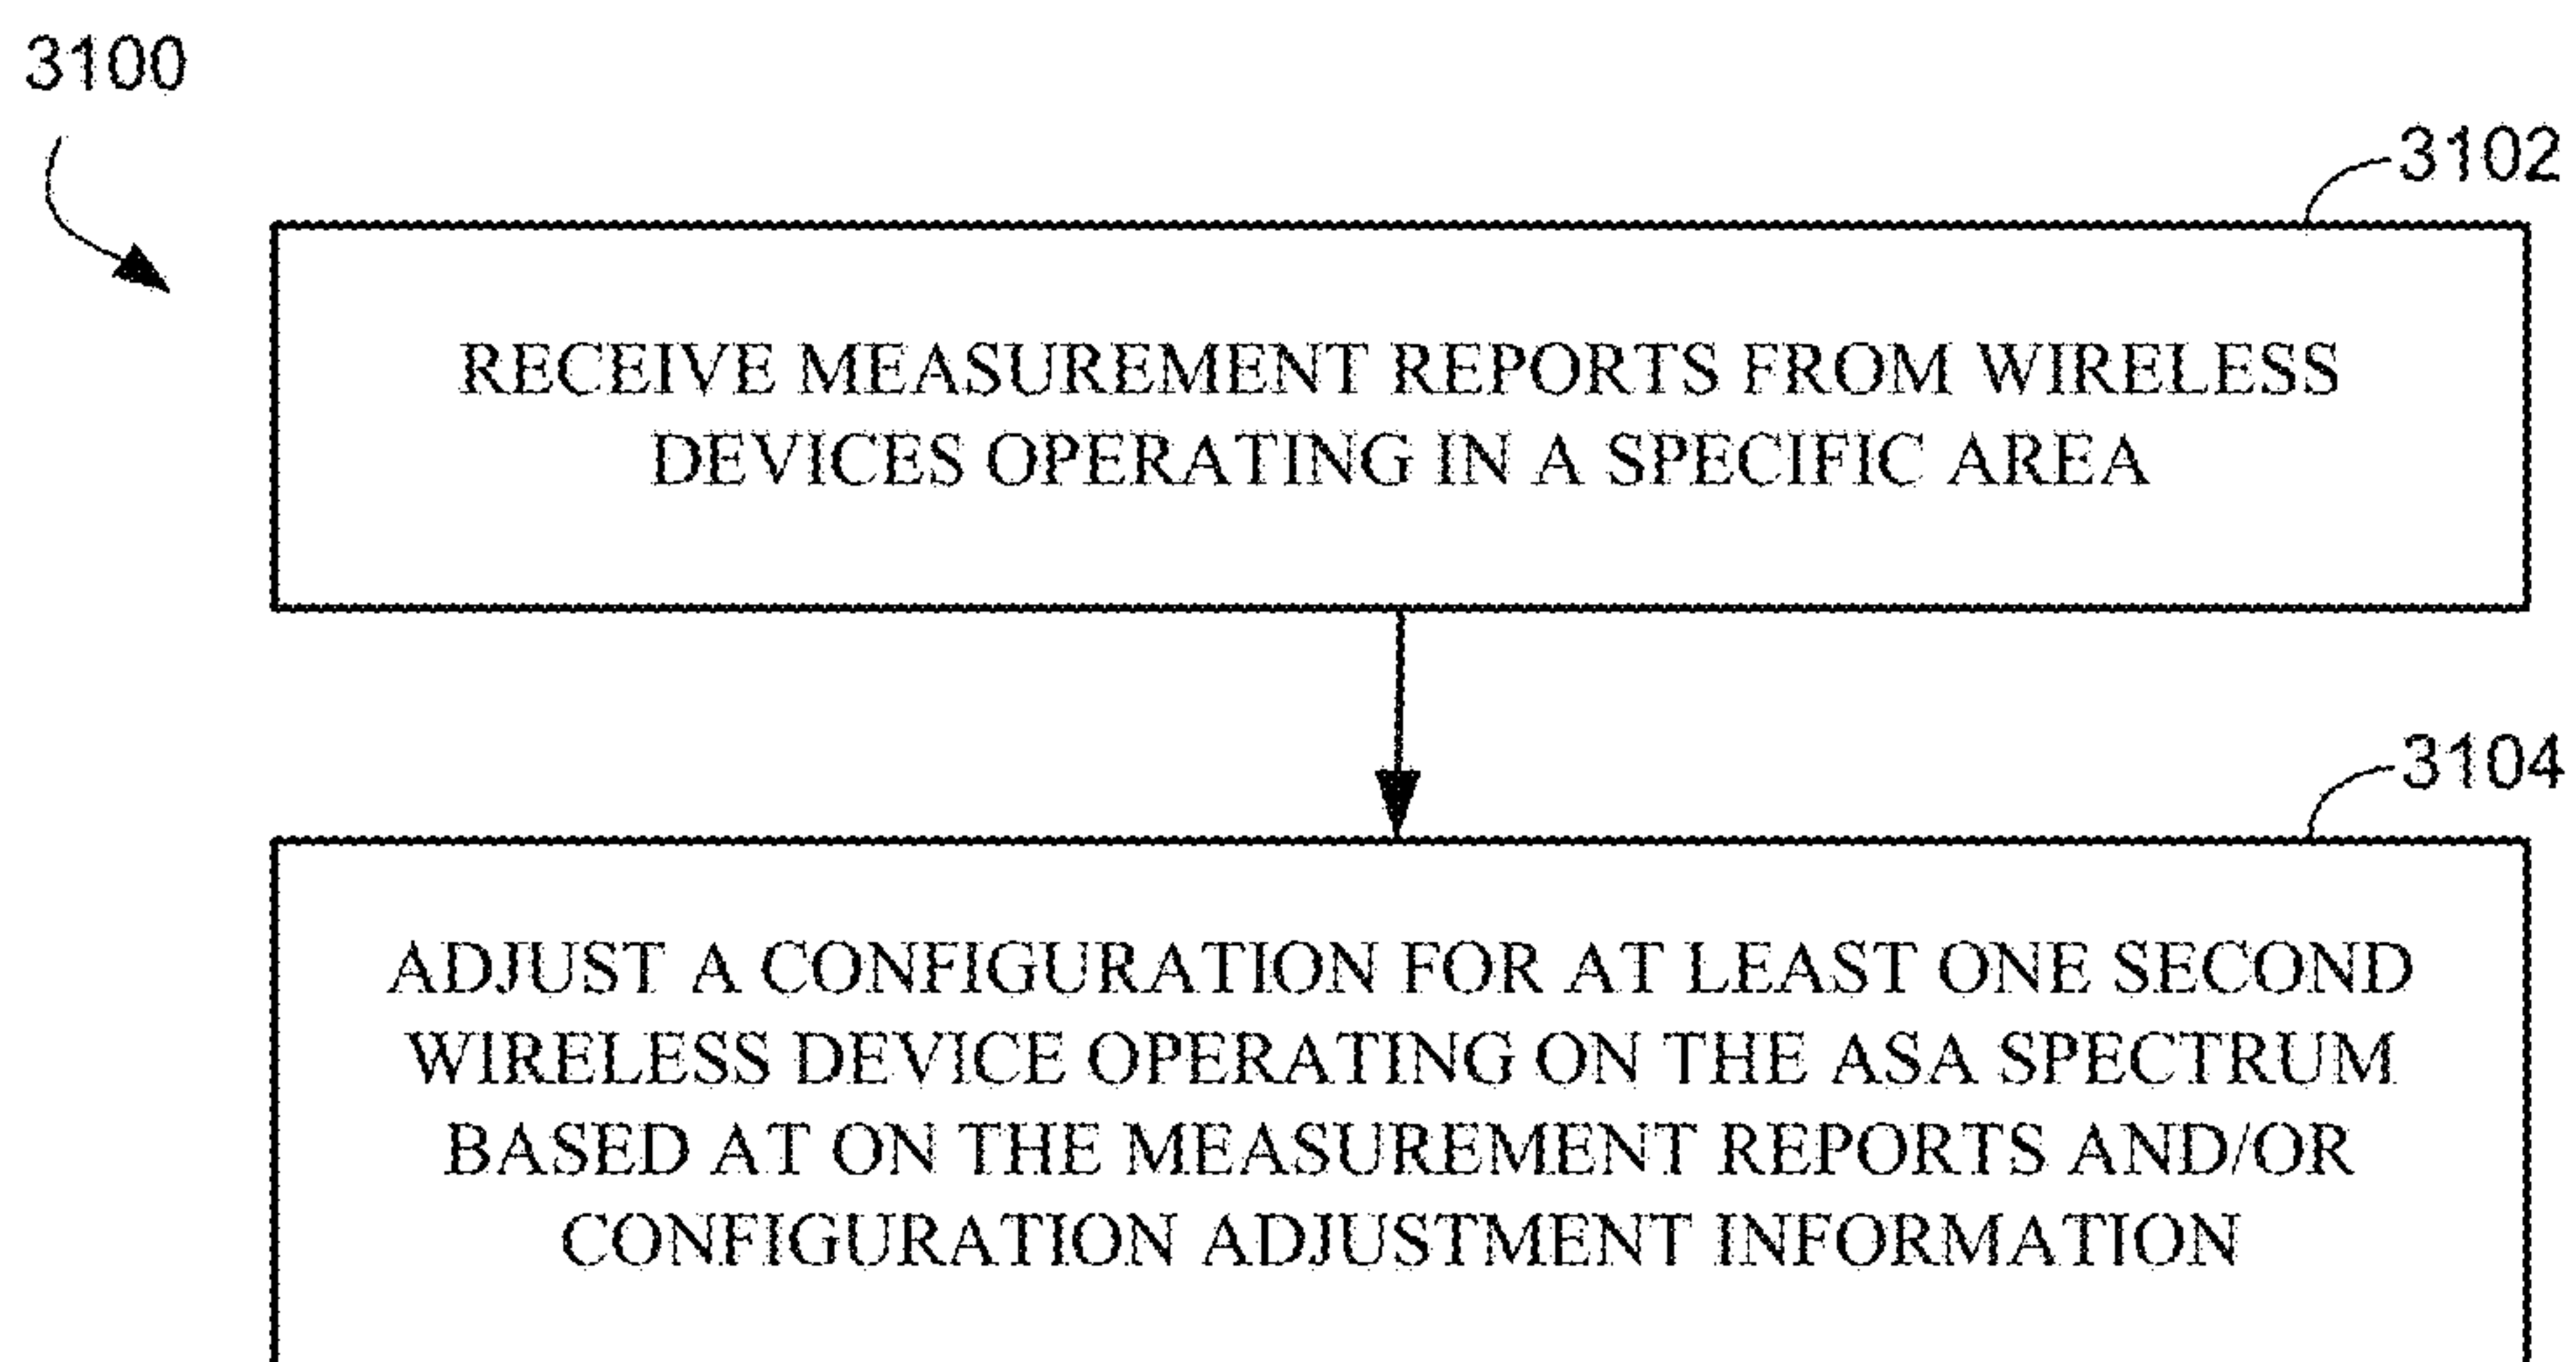 3100
3102
RECEIVE MEASUREMENT REPORTS FROM WIRELESS
DEVICES OPERATING IN A SPECIFIC AREA
3104
ADJUST A CONFIGURATION FOR AT LEAST ONE SECOND
WIRELESS DEVICE OPERATING ON THE ASA SPECTRUM
BASED AT ON THE MEASUREMENT REPORTS AND/OR
CONFIGURATION ADJUSTMENT INFORMATION